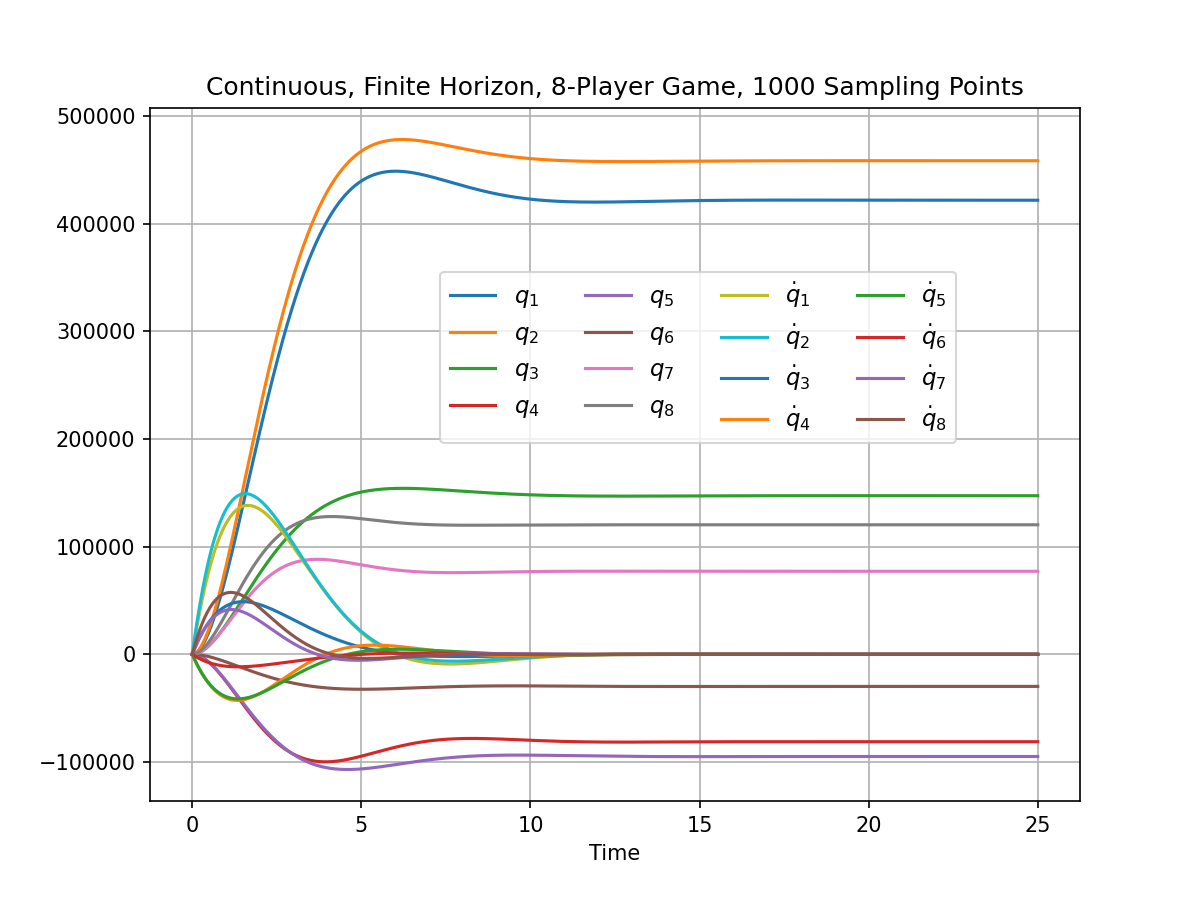 Continuous, Finite Horizon, 8-Player Game, 1000 Sampling Points
500000
400000
300000
200000
100000
0
−100000
q₁ q₅ q̇₁ q̇₅
q₂ q₆ q̇₂ q̇₆
q₃ q₇ q̇₃ q̇₇
q₄ q₈ q̇₄ q̇₈
0 5 10 15 20 25
Time